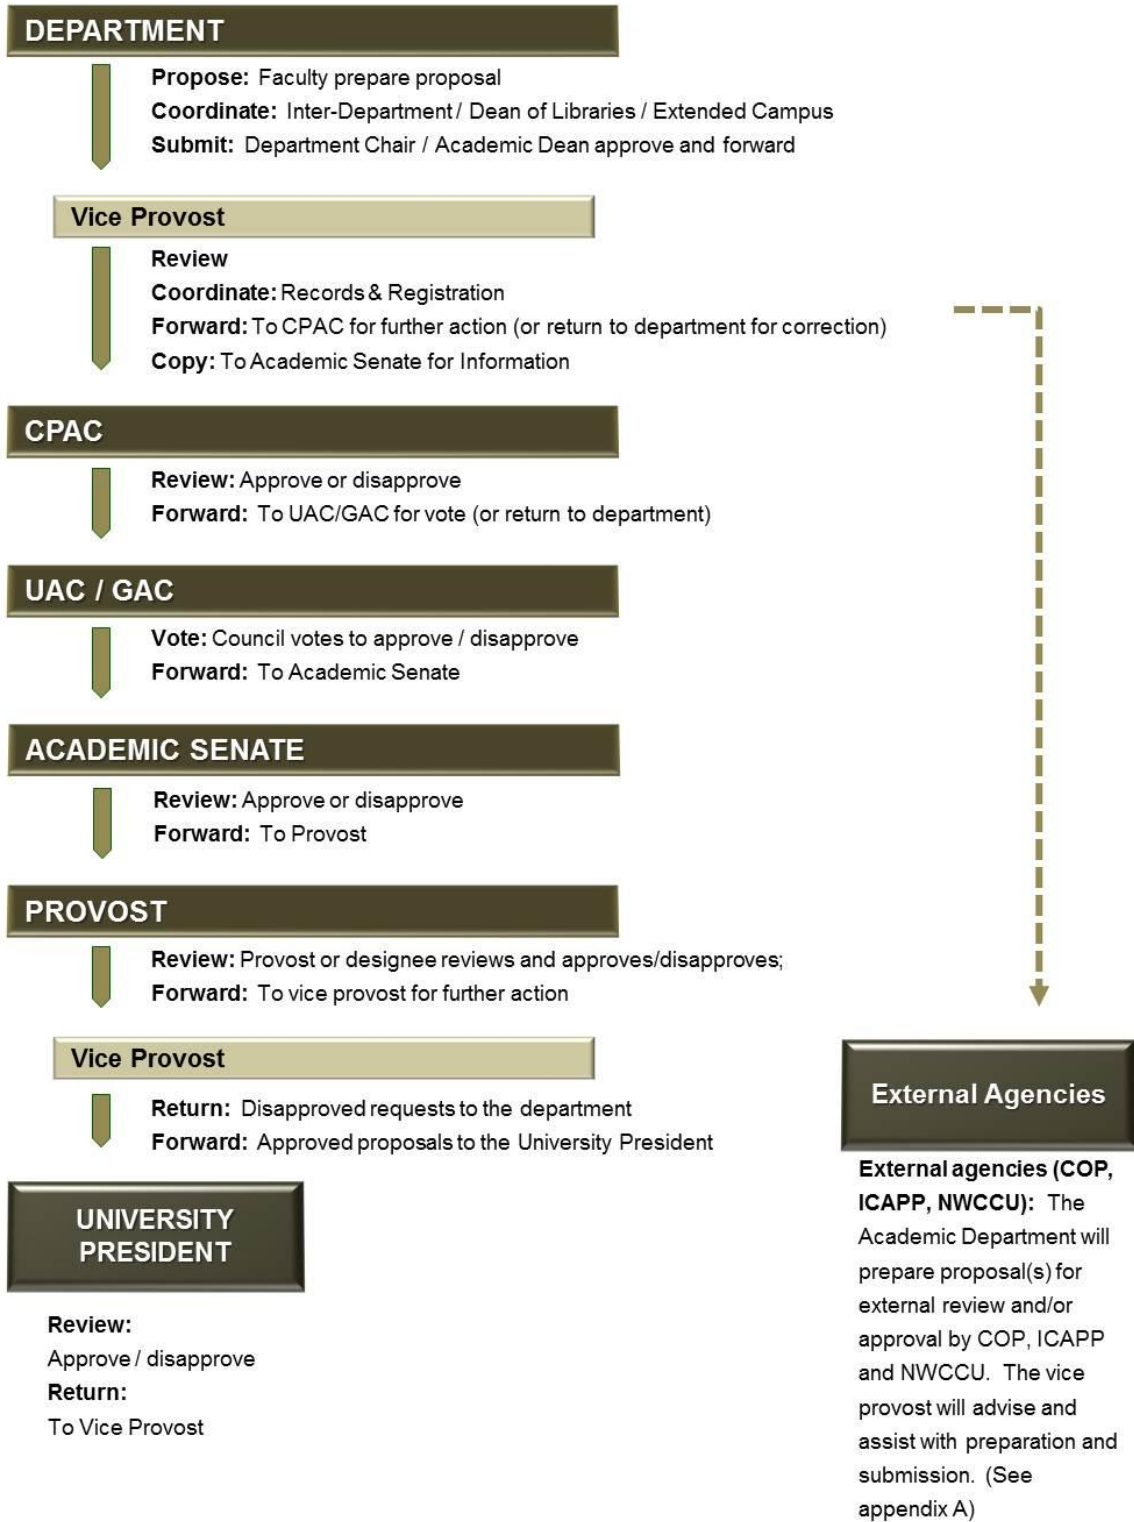 DEPARTMENT
Propose: Faculty prepare proposal
Coordinate: Inter-Department / Dean of Libraries / Extended Campus
Submit: Department Chair / Academic Dean approve and forward
Vice Provost
Review
Coordinate: Records & Registration
Forward: To CPAC for further action (or return to department for correction)
Copy: To Academic Senate for Information
CPAC
Review: Approve or disapprove
Forward: To UAC/GAC for vote (or return to department)
UAC / GAC
Vote: Council votes to approve / disapprove
Forward: To Academic Senate
ACADEMIC SENATE
Review: Approve or disapprove
Forward: To Provost
PROVOST
Review: Provost or designee reviews and approves/disapproves;
Forward: To vice provost for further action
Vice Provost
Return: Disapproved requests to the department
Forward: Approved proposals to the University President
UNIVERSITY
PRESIDENT
Review:
Approve / disapprove
Return:
To Vice Provost
External Agencies
External agencies (COP,
ICAPP, NWCCU): The
Academic Department will
prepare proposal(s) for
external review and/or
approval by COP, ICAPP
and NWCCU. The vice
provost will advise and
assist with preparation and
submission. (See
appendix A)